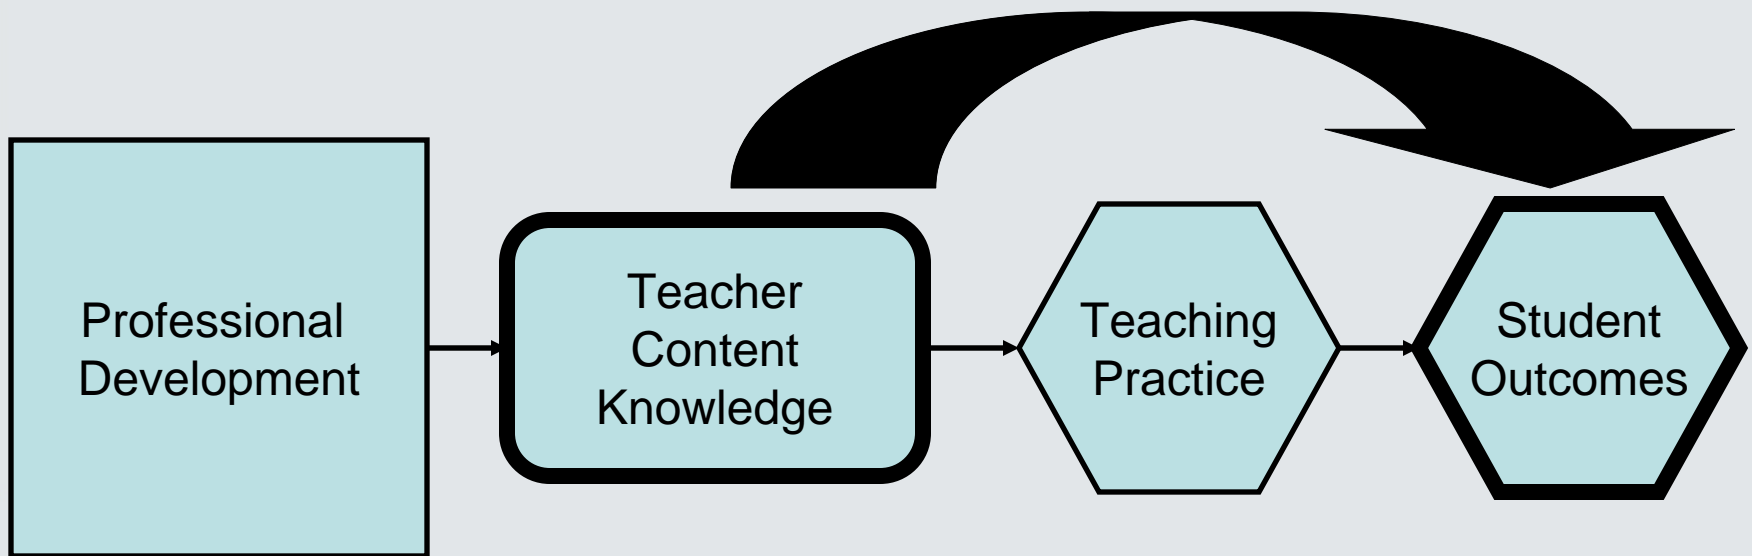 Professional
Development
Teacher
Content
Knowledge
Teaching
Practice
Student
Outcomes